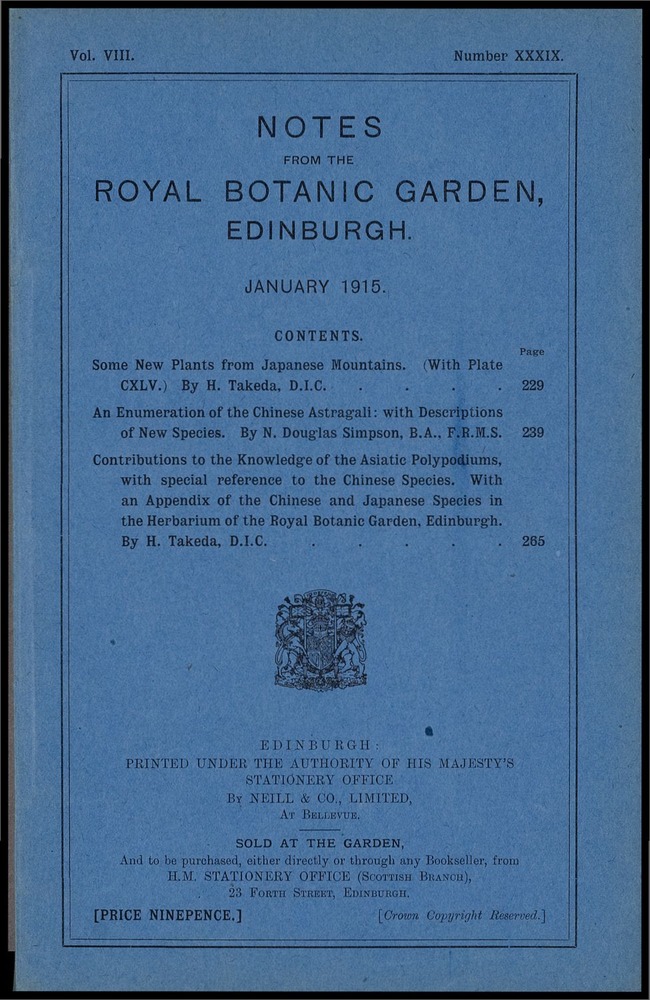 Vol. VIII. Number XXXIX.
NOTES
FROM THE
ROYAL BOTANIC GARDEN,
EDINBURGH.
JANUARY 1915.
CONTENTS.
Page
Some New Plants from Japanese Mountains. (With Plate
CXLV.) By H. Takeda, D.I.C. . . . . 229
An Enumeration of the Chinese Astragali: with Descriptions
of New Species. By N. Douglas Simpson, B.A., F.R.M.S. 239
Contributions to the Knowledge of the Asiatic Polypodiums,
with special reference to the Chinese Species. With
an Appendix of the Chinese and Japanese Species in
the Herbarium of the Royal Botanic Garden, Edinburgh.
By H. Takeda, D.I.C. . . . . . 265
EDINBURGH:
PRINTED UNDER THE AUTHORITY OF HIS MAJESTY'S
STATIONERY OFFICE
By NEILL & CO., LIMITED,
At Bellevue.
SOLD AT THE GARDEN,
And to be purchased, either directly or through any Bookseller, from
H.M. STATIONERY OFFICE (Scottish Branch),
23 Forth Street, Edinburgh.
[PRICE NINEPENCE.] [Crown Copyright Reserved.]